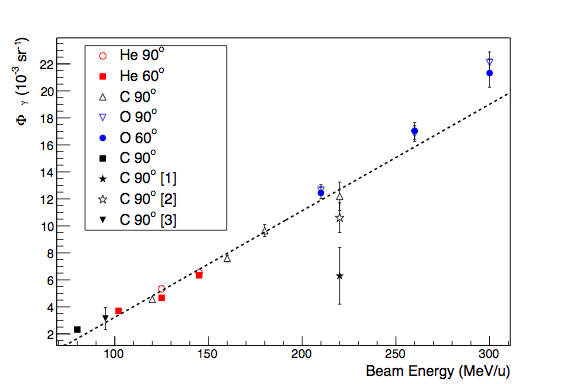 Φ γ (10⁻³ sr⁻¹)
22
20
18
16
14
12
10
8
6
4
2
He 90°
He 60°
C 90°
O 90°
O 60°
C 90°
C 90° [1]
C 90° [2]
C 90° [3]
100 150 200 250 300
Beam Energy (MeV/u)